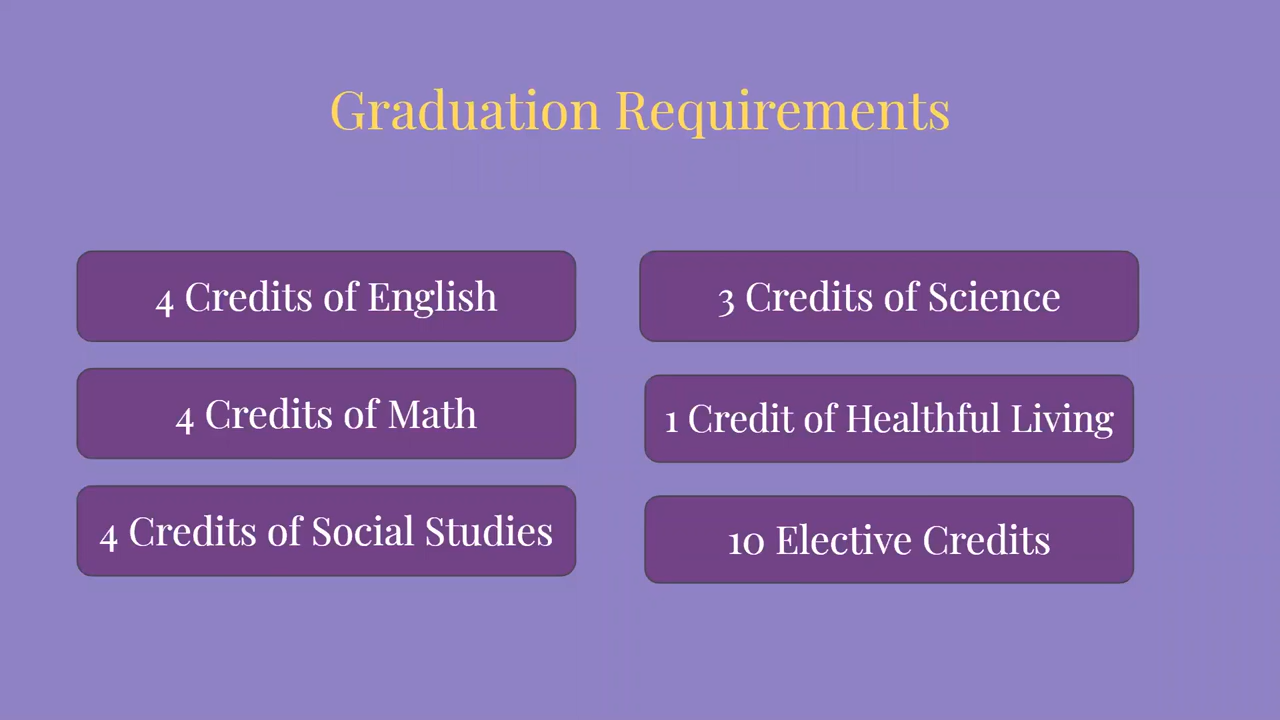 Graduation Requirements
4 Credits of English
4 Credits of Math
4 Credits of Social Studies
3 Credits of Science
1 Credit of Healthful Living
10 Elective Credits